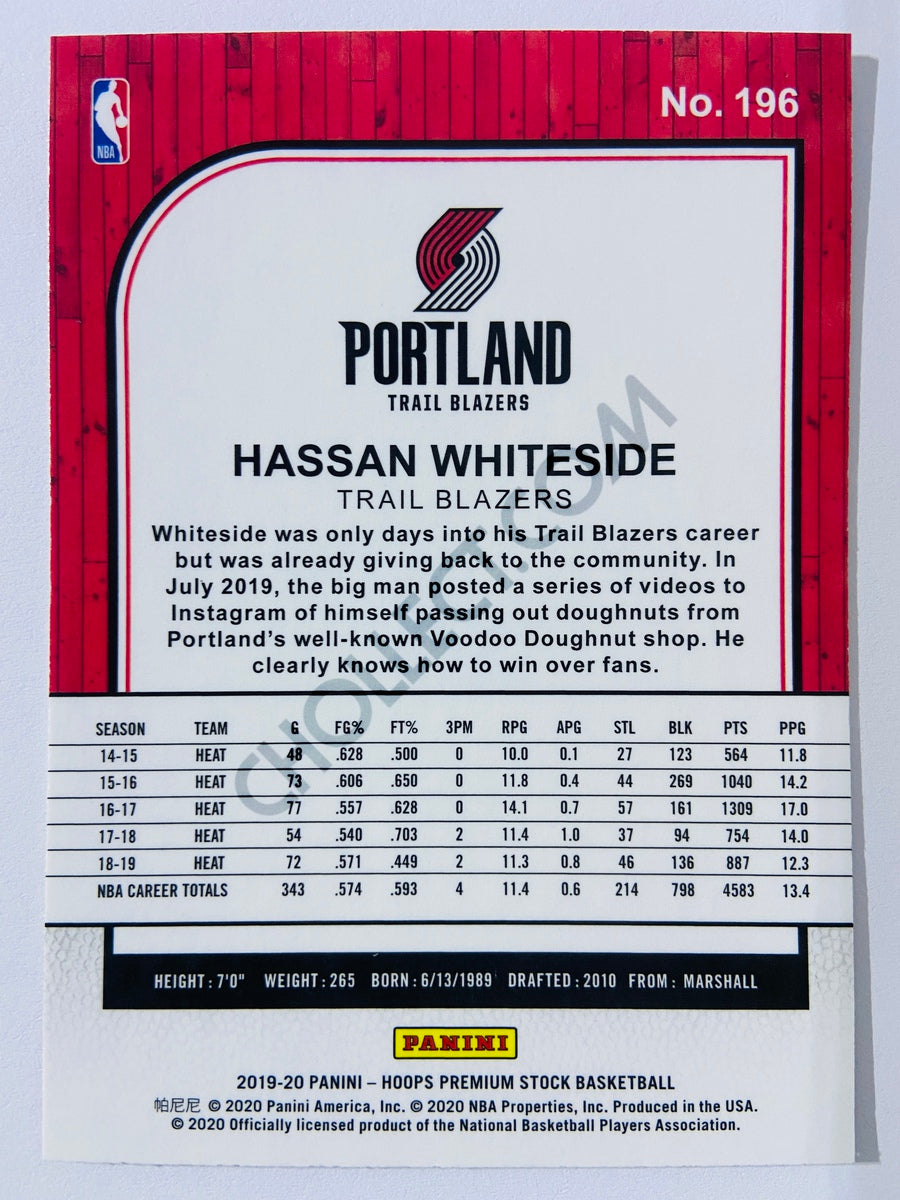 No. 196
NBA
PORTLAND
TRAIL BLAZERS
HASSAN WHITESIDE
TRAIL BLAZERS
Whiteside was only days into his Trail Blazers career
but was already giving back to the community. In
July 2019, the big man posted a series of videos to
Instagram of himself passing out doughnuts from
Portland's well-known Voodoo Doughnut shop. He
clearly knows how to win over fans.
CHOLLECT.COM
SEASON TEAM G FG% FT% 3PM RPG APG STL BLK PTS PPG
14-15 HEAT 48 .628 .500 0 10.0 0.1 27 123 564 11.8
15-16 HEAT 73 .606 .650 0 11.8 0.4 44 269 1040 14.2
16-17 HEAT 77 .557 .628 0 14.1 0.7 57 161 1309 17.0
17-18 HEAT 54 .540 .703 2 11.4 1.0 37 94 754 14.0
18-19 HEAT 72 .571 .449 2 11.3 0.8 46 136 887 12.3
NBA CAREER TOTALS 343 .574 .593 4 11.4 0.6 214 798 4583 13.4
HEIGHT: 7'0" WEIGHT: 265 BORN: 6/13/1989 DRAFTED: 2010 FROM: MARSHALL
PANINI
2019-20 PANINI – HOOPS PREMIUM STOCK BASKETBALL
帕尼尼 © 2020 Panini America, Inc. © 2020 NBA Properties, Inc. Produced in the USA.
© 2020 Officially licensed product of the National Basketball Players Association.